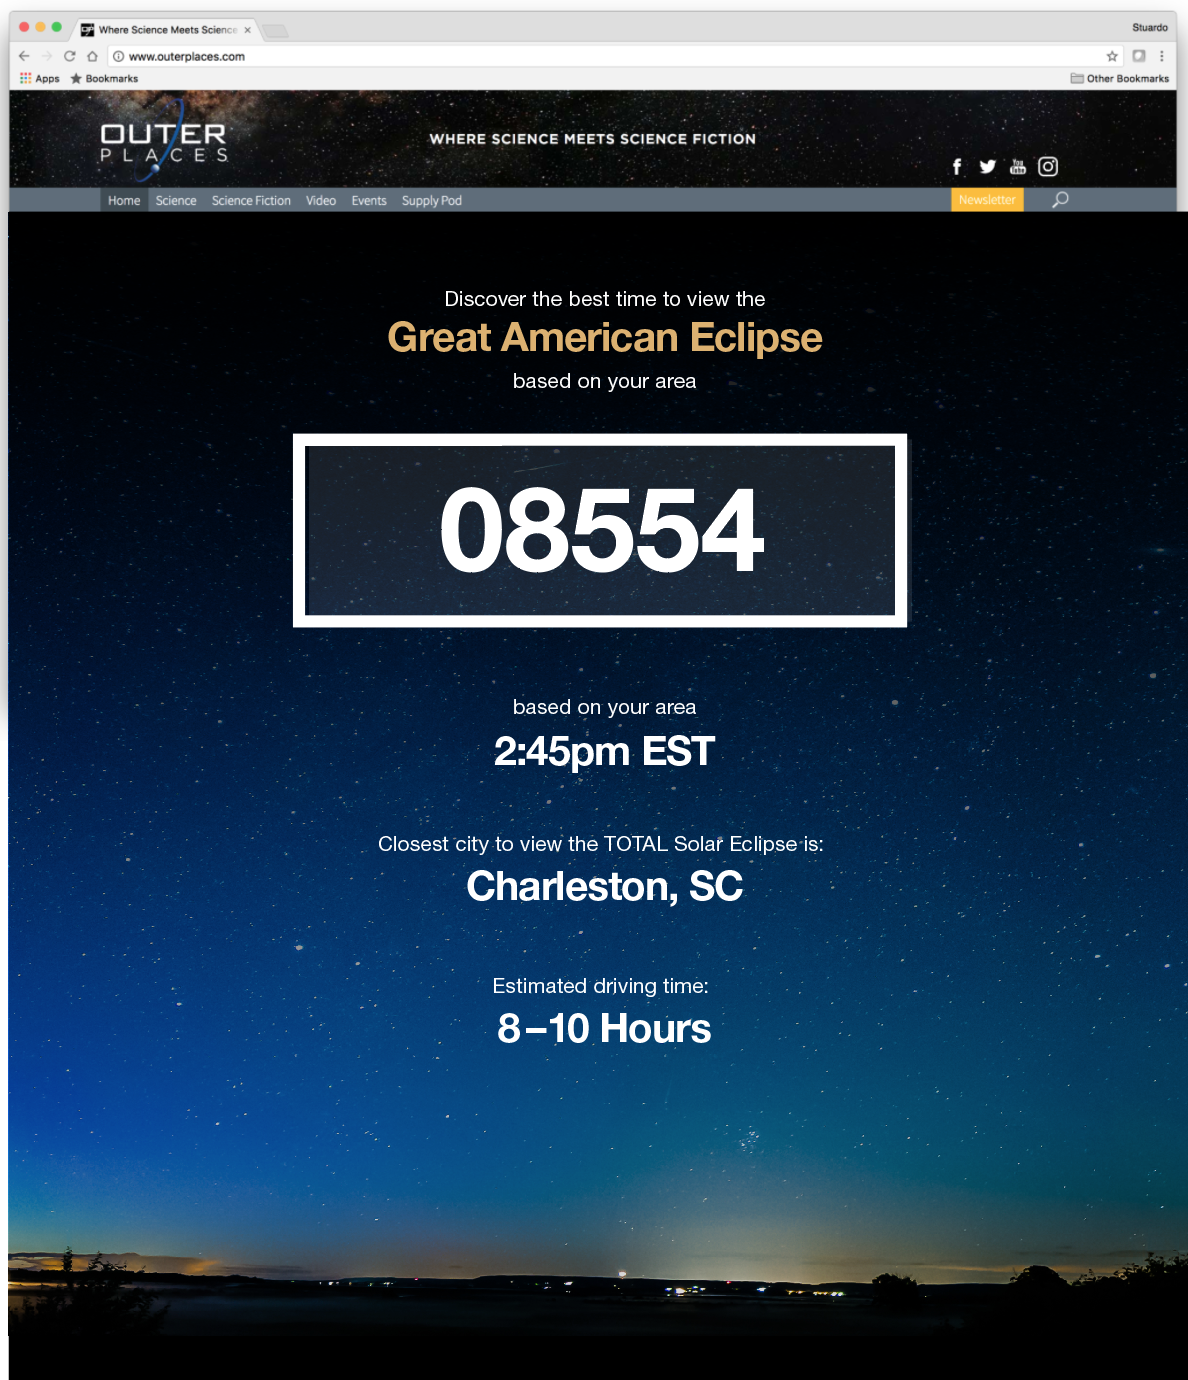 Where Science Meets Science
Stuardo
www.outerplaces.com
Apps
Bookmarks
Other Bookmarks
OUTER
PLACES
WHERE SCIENCE MEETS SCIENCE FICTION
f
You
Tube
Home
Science
Science Fiction
Video
Events
Supply Pod
Newsletter
Discover the best time to view the
Great American Eclipse
based on your area
08554
based on your area
2:45pm EST
Closest city to view the TOTAL Solar Eclipse is:
Charleston, SC
Estimated driving time:
8–10 Hours